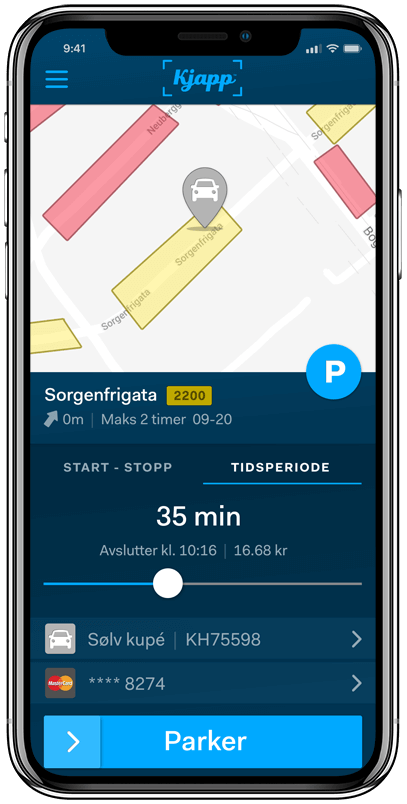 9:41
Kjapp
Neubergg
Sorgenfrigata
Sorgenfrigata
Sorgenfrigata
Bog
P
Sorgenfrigata 2200
0m | Maks 2 timer 09-20
START - STOPP TIDSPERIODE
35 min
Avslutter kl. 10:16 | 16.68 kr
Sølv kupé | KH75598
MasterCard **** 8274
Parker